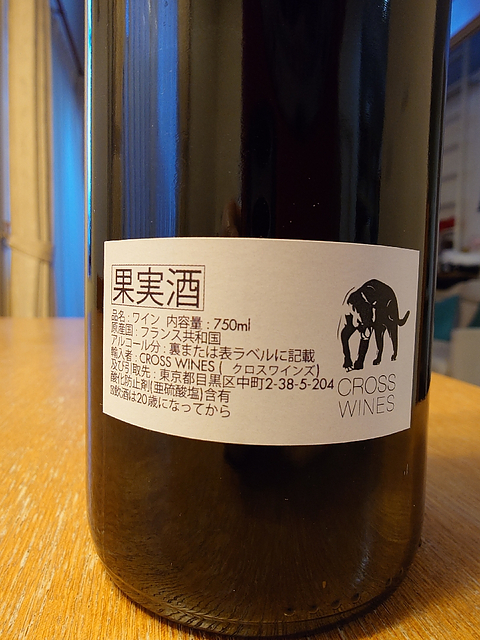 果実酒
品名：ワイン 内容量：750ml
原産国：フランス共和国
アルコール分：裏または表ラベルに記載
輸入者：CROSS WINES ( クロスワインズ)
及び引取先：東京都目黒区中町2-38-5-204
酸化防止剤(亜硫酸塩)含有
飲酒は20歳になってから
CROSS
WINES